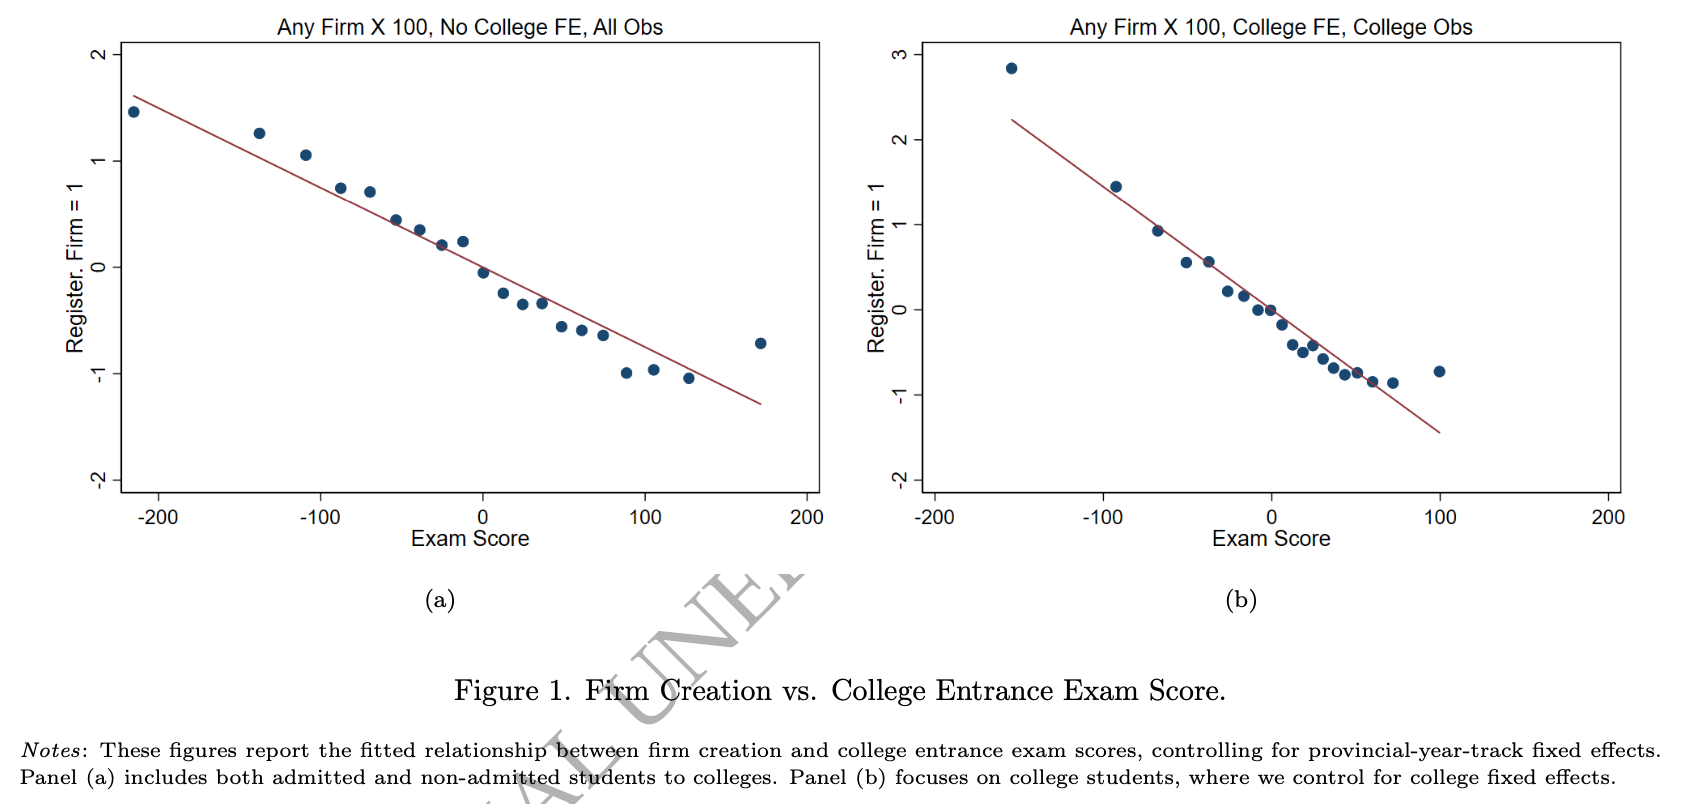 Any Firm X 100, No College FE, All Obs
2
1
0
-1
-2
Register. Firm = 1
-200 -100 0 100 200
Exam Score
(a)
Any Firm X 100, College FE, College Obs
3
2
1
0
-1
-2
Register. Firm = 1
-200 -100 0 100 200
Exam Score
(b)
Figure 1. Firm Creation vs. College Entrance Exam Score.
Notes: These figures report the fitted relationship between firm creation and college entrance exam scores, controlling for provincial-year-track fixed effects.
Panel (a) includes both admitted and non-admitted students to colleges. Panel (b) focuses on college students, where we control for college fixed effects.